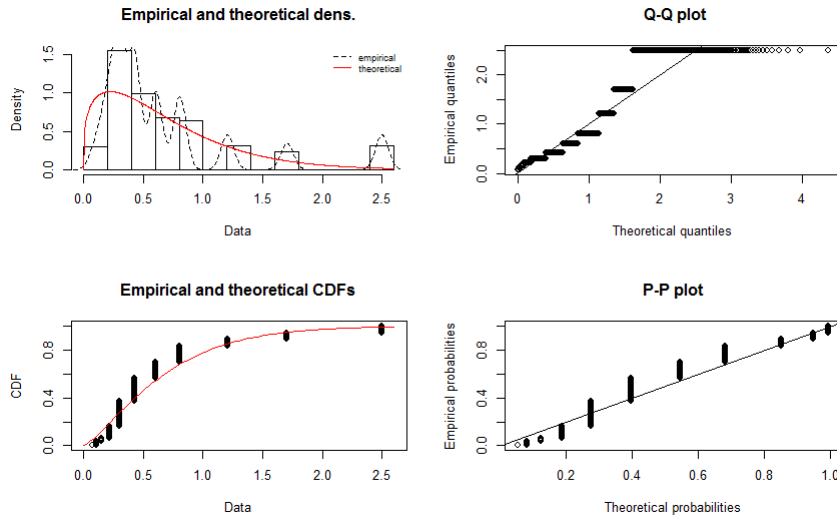 Empirical and theoretical dens.
Density
0.0 0.5 1.0 1.5
empirical
theoretical
0.0 0.5 1.0 1.5 2.0 2.5
Data
Q-Q plot
Empirical quantiles
0.0 1.0 2.0
0 1 2 3 4
Theoretical quantiles
Empirical and theoretical CDFs
CDF
0.0 0.4 0.8
0.0 0.5 1.0 1.5 2.0 2.5
Data
P-P plot
Empirical probabilities
0.0 0.4 0.8
0.2 0.4 0.6 0.8 1.0
Theoretical probabilities